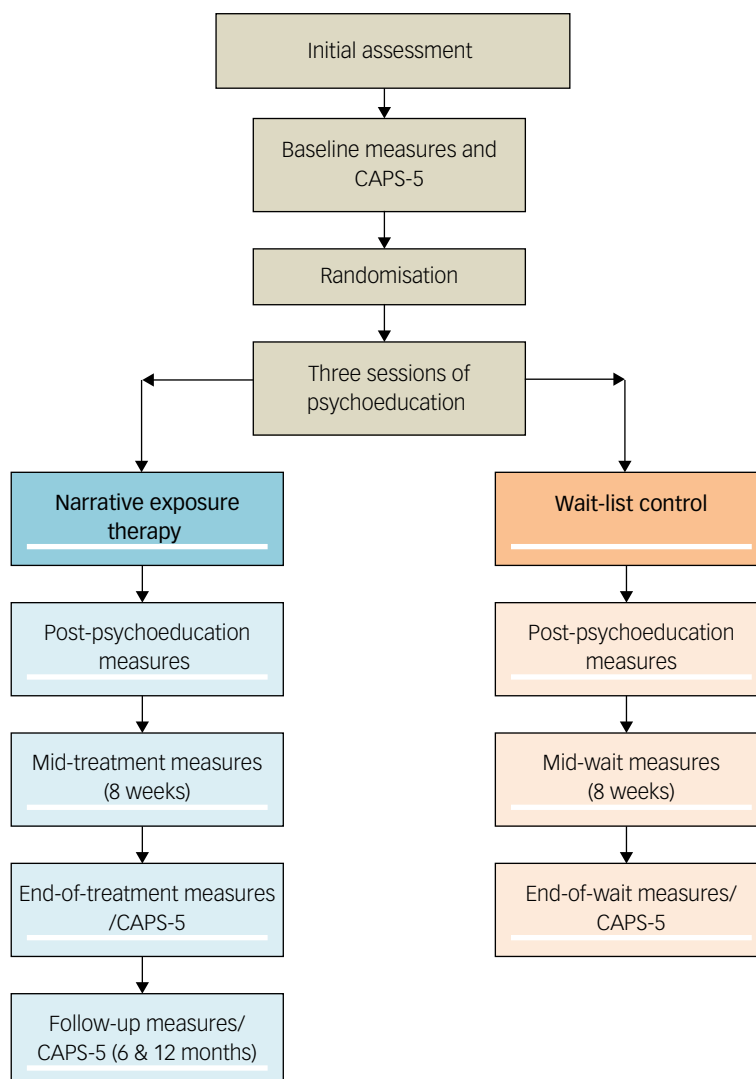 Initial assessment
Baseline measures and
CAPS-5
Randomisation
Three sessions of
psychoeducation
Narrative exposure
therapy
Post-psychoeducation
measures
Mid-treatment measures
(8 weeks)
End-of-treatment measures
/CAPS-5
Follow-up measures/
CAPS-5 (6 & 12 months)
Wait-list control
Post-psychoeducation
measures
Mid-wait measures
(8 weeks)
End-of-wait measures/
CAPS-5